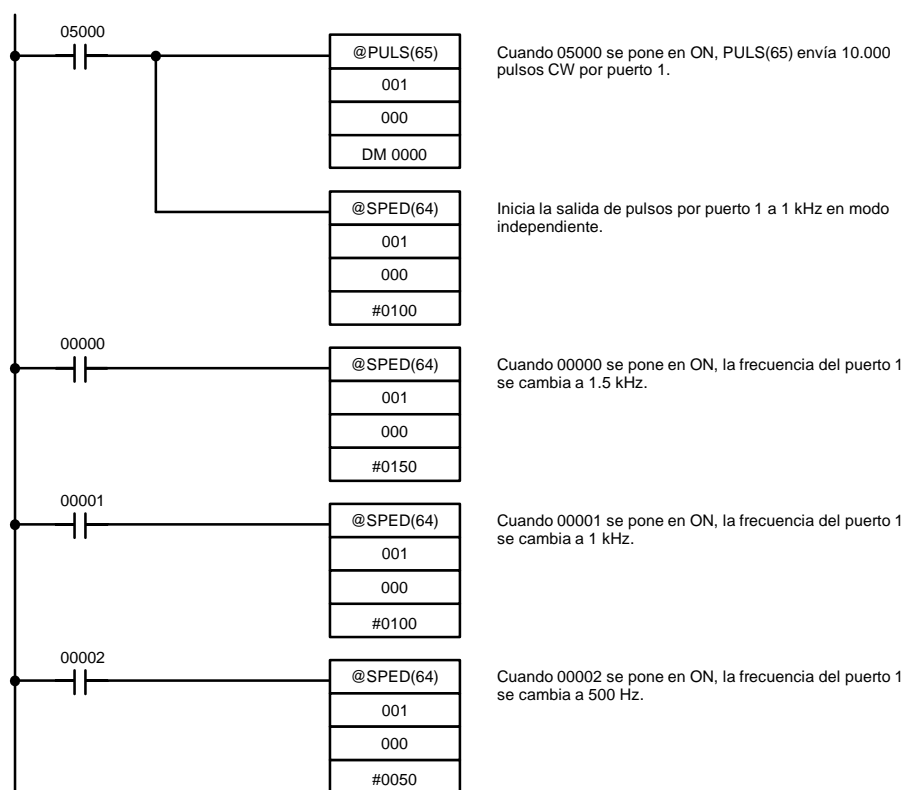 05000
@PULS(65)
001
000
DM 0000
Cuando 05000 se pone en ON, PULS(65) envía 10.000
pulsos CW por puerto 1.
@SPED(64)
001
000
#0100
Inicia la salida de pulsos por puerto 1 a 1 kHz en modo
independiente.
00000
@SPED(64)
001
000
#0150
Cuando 00000 se pone en ON, la frecuencia del puerto 1
se cambia a 1.5 kHz.
00001
@SPED(64)
001
000
#0100
Cuando 00001 se pone en ON, la frecuencia del puerto 1
se cambia a 1 kHz.
00002
@SPED(64)
001
000
#0050
Cuando 00002 se pone en ON, la frecuencia del puerto 1
se cambia a 500 Hz.